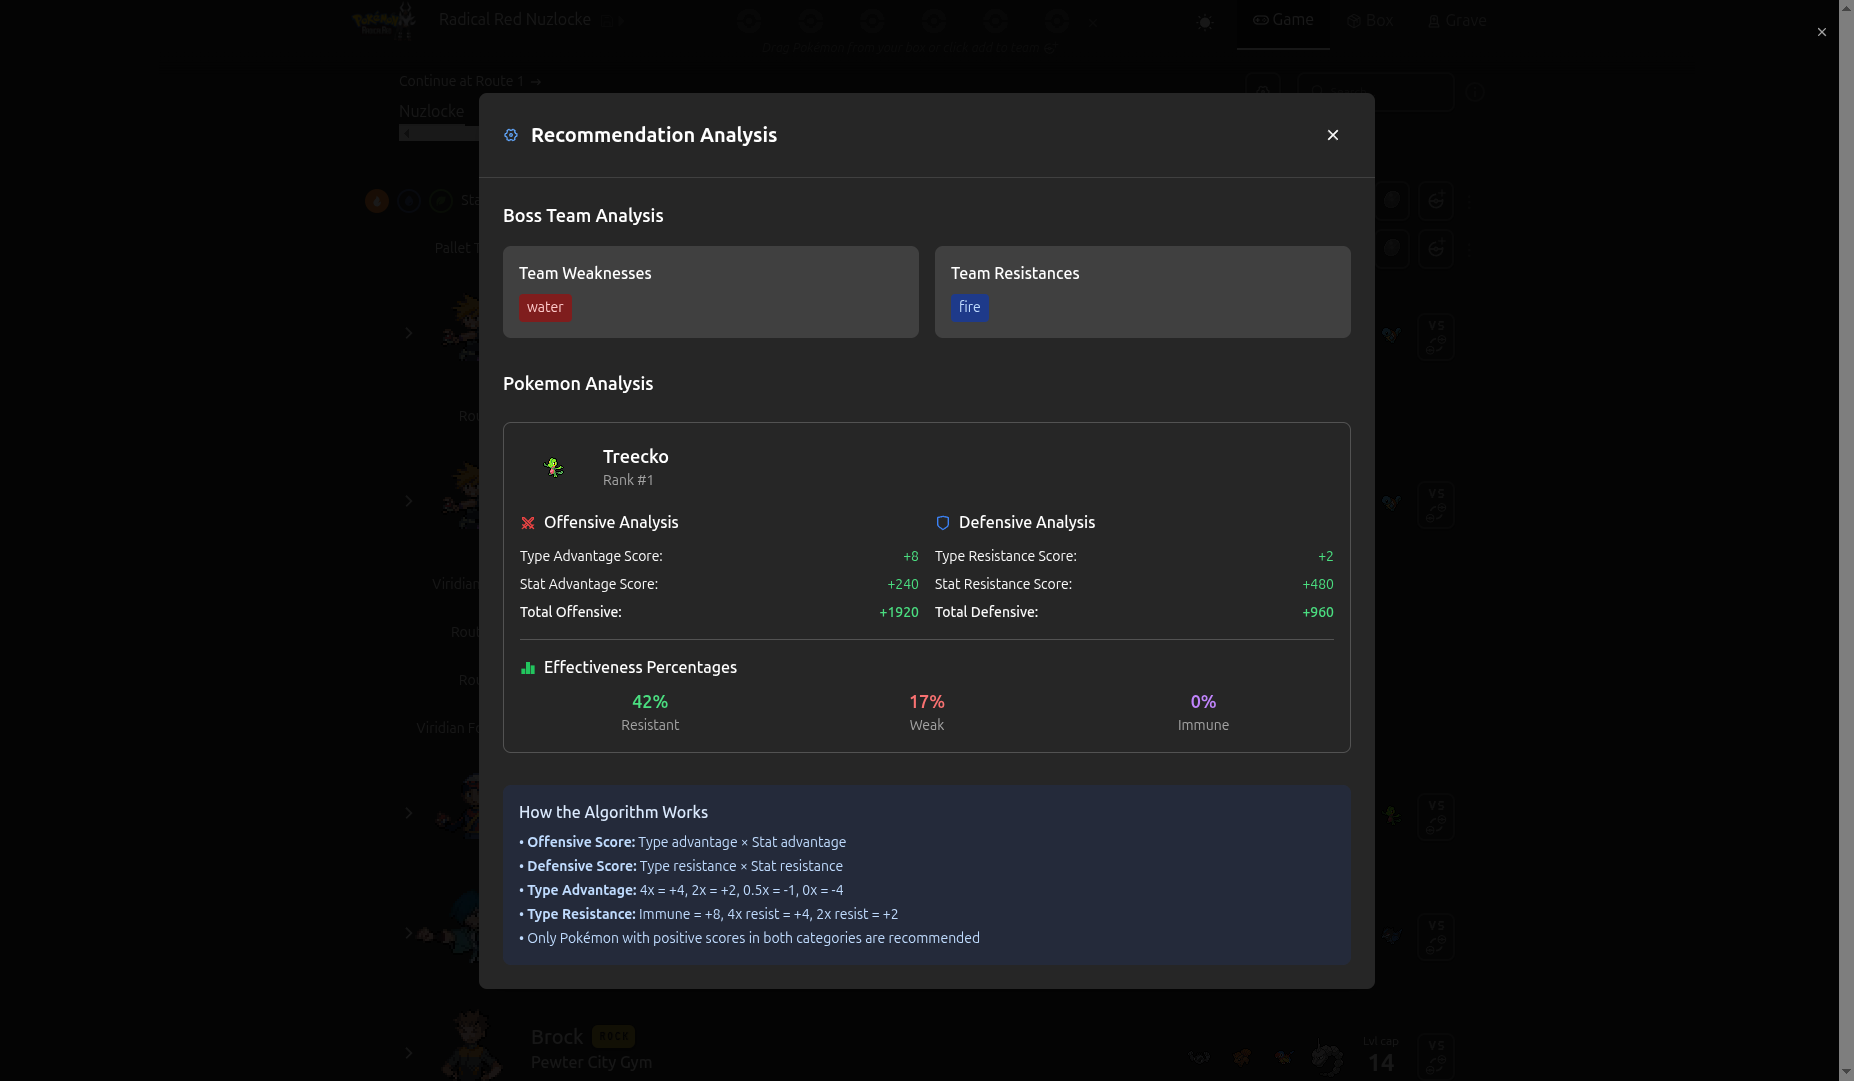 Radical Red Nuzlocke
Game
Box
Grave
Continue at Route 1 →
Nuzlocke
Recommendation Analysis
Boss Team Analysis
Team Weaknesses
water
Team Resistances
fire
Pallet
Pokemon Analysis
Treecko
Rank #1
Offensive Analysis
Type Advantage Score: +8
Stat Advantage Score: +240
Total Offensive: +1920
Defensive Analysis
Type Resistance Score: +2
Stat Resistance Score: +480
Total Defensive: +960
Effectiveness Percentages
42%
Resistant
17%
Weak
0%
Immune
How the Algorithm Works
• Offensive Score: Type advantage × Stat advantage
• Defensive Score: Type resistance × Stat resistance
• Type Advantage: 4x = +4, 2x = +2, 0.5x = -1, 0x = -4
• Type Resistance: Immune = +8, 4x resist = +4, 2x resist = +2
• Only Pokémon with positive scores in both categories are recommended
VS
VS
VS
VS
Brock ROCK
Pewter City Gym
Lvl cap
14
VS